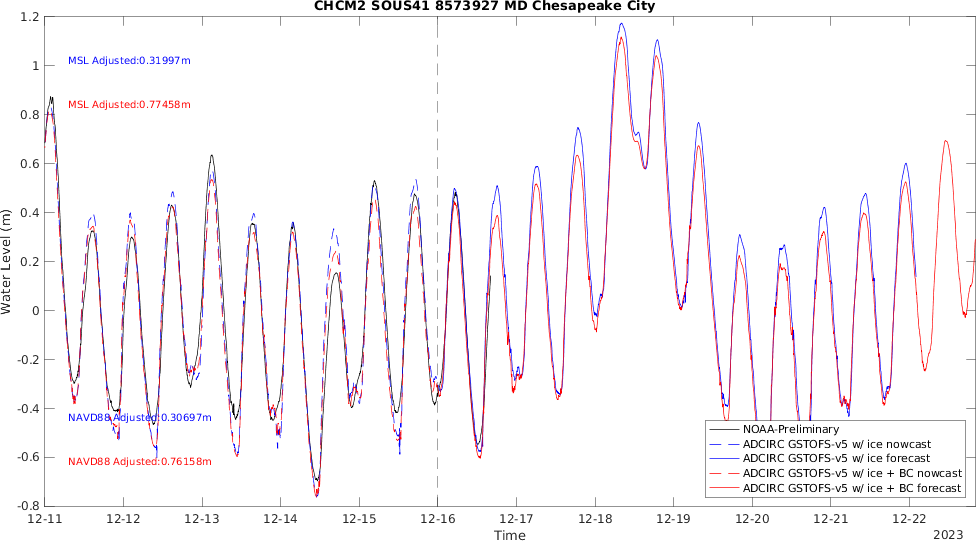 CHCM2 SOUS41 8573927 MD Chesapeake City
1.2
1
0.8
0.6
0.4
0.2
0
-0.2
-0.4
-0.6
-0.8
Water Level (m)
MSL Adjusted:0.31997m
MSL Adjusted:0.77458m
NAVD88 Adjusted:0.30697m
NAVD88 Adjusted:0.76158m
NOAA-Preliminary
ADCIRC GSTOFS-v5 w/ ice nowcast
ADCIRC GSTOFS-v5 w/ ice forecast
ADCIRC GSTOFS-v5 w/ ice + BC nowcast
ADCIRC GSTOFS-v5 w/ ice + BC forecast
12-11 12-12 12-13 12-14 12-15 12-16 12-17 12-18 12-19 12-20 12-21 12-22
Time
2023